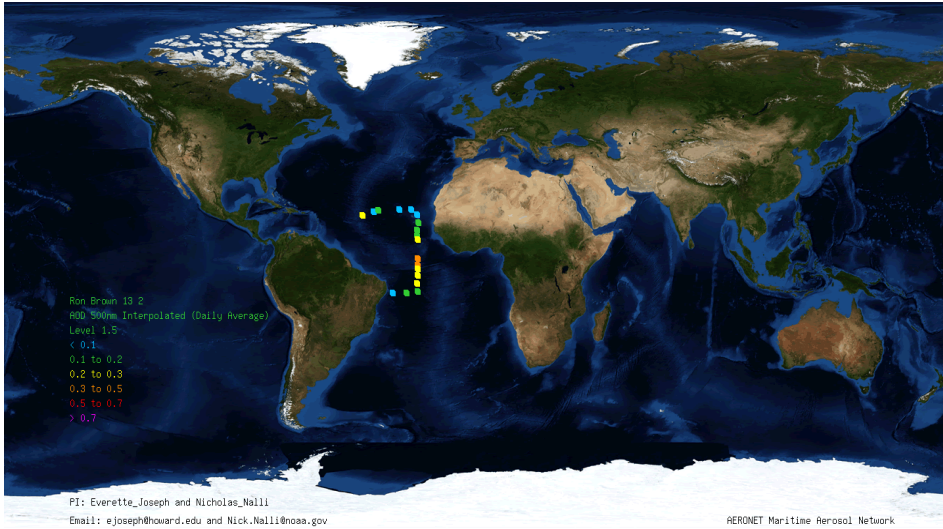 Ron Brown 13 2
AOD 500nm Interpolated (Daily Average)
Level 1.5
< 0.1
0.1 to 0.2
0.2 to 0.3
0.3 to 0.5
0.5 to 0.7
> 0.7
PI: Everette_Joseph and Nicholas_Nalli
Email: ejoseph@howard.edu and Nick.Nalli@noaa.gov
AERONET Maritime Aerosol Network